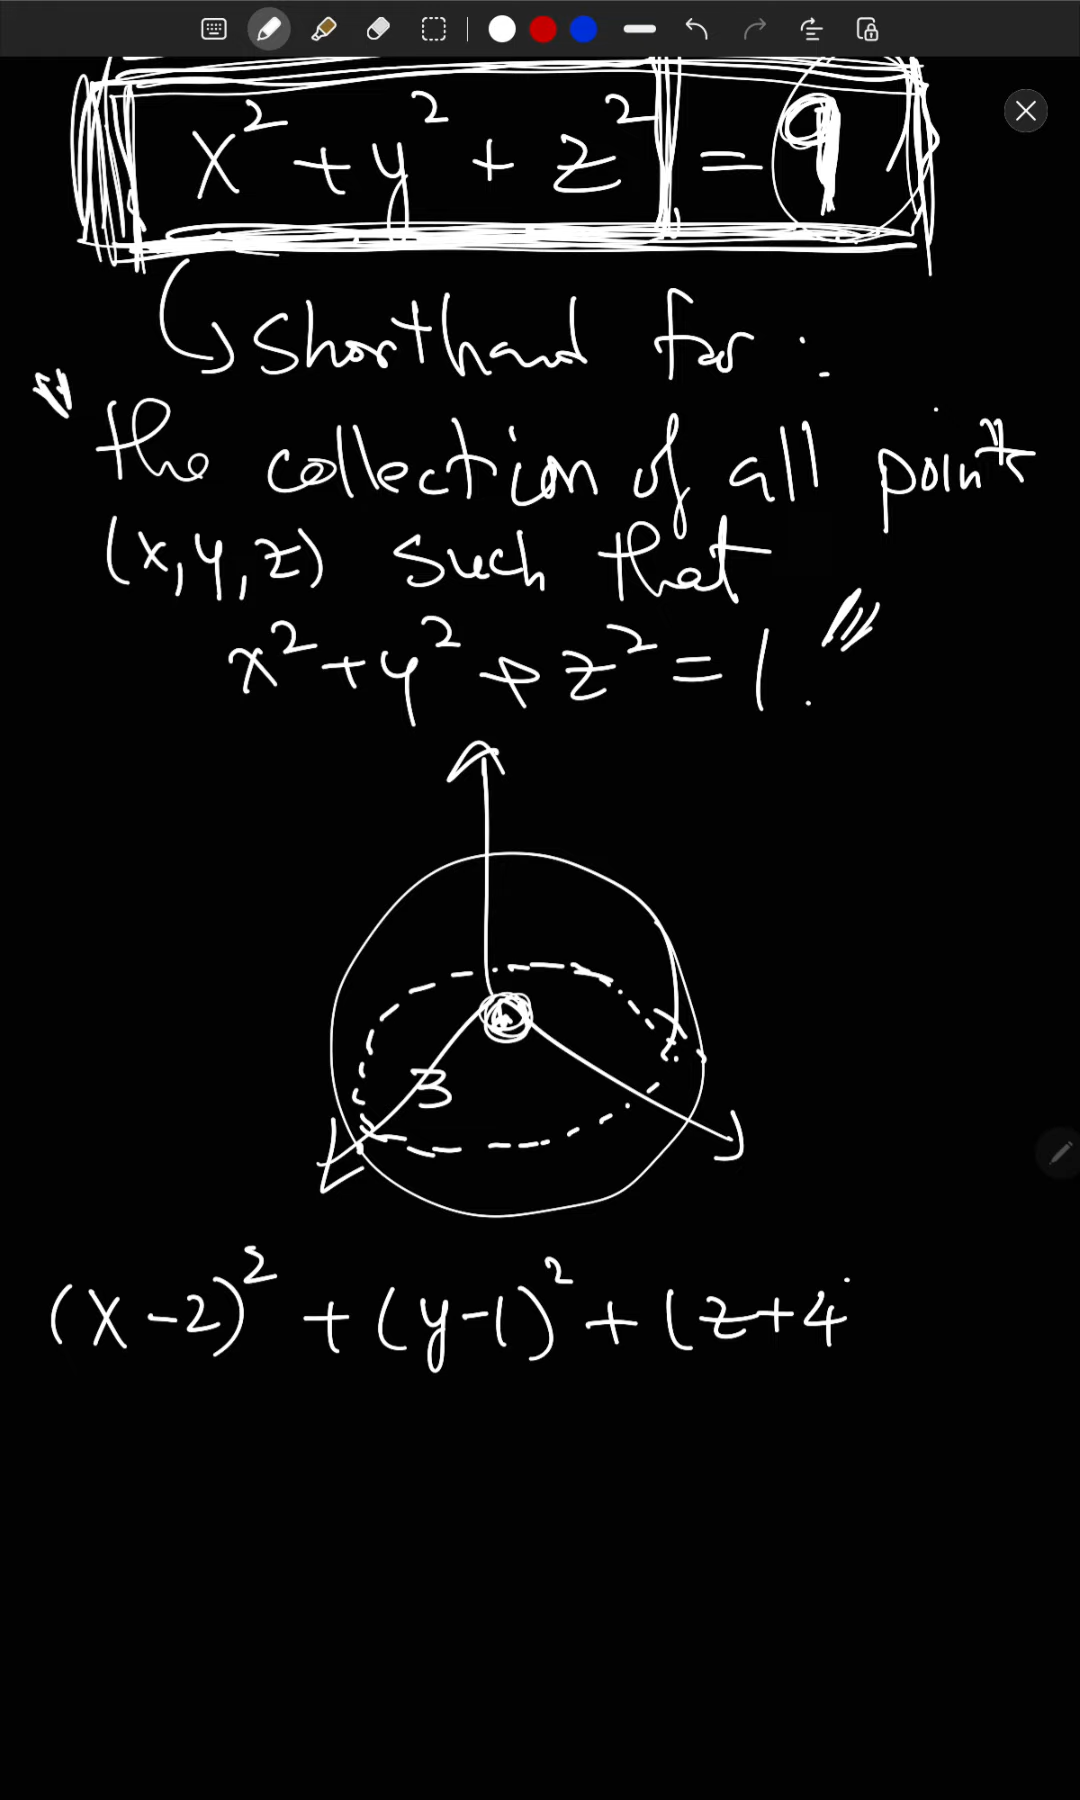 x² + y² + z² = 9
Shorthand for :
"the collection of all points
(x, y, z) such that
x² + y² + z² = 1."
3
(x-2)² + (y-1)² + (z+4